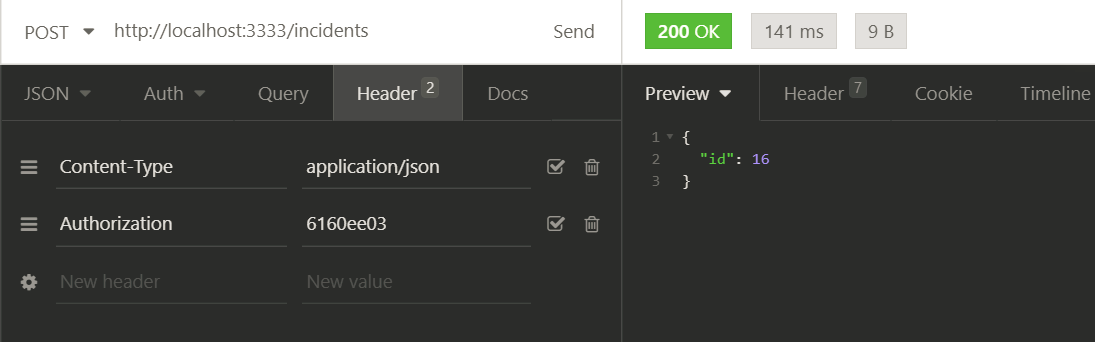 POST http://localhost:3333/incidents Send 200 OK 141 ms 9 B
JSON Auth Query Header 2 Docs Preview Header 7 Cookie Timeline
Content-Type application/json
Authorization 6160ee03
New header New value
1 {
2 "id": 16
3 }